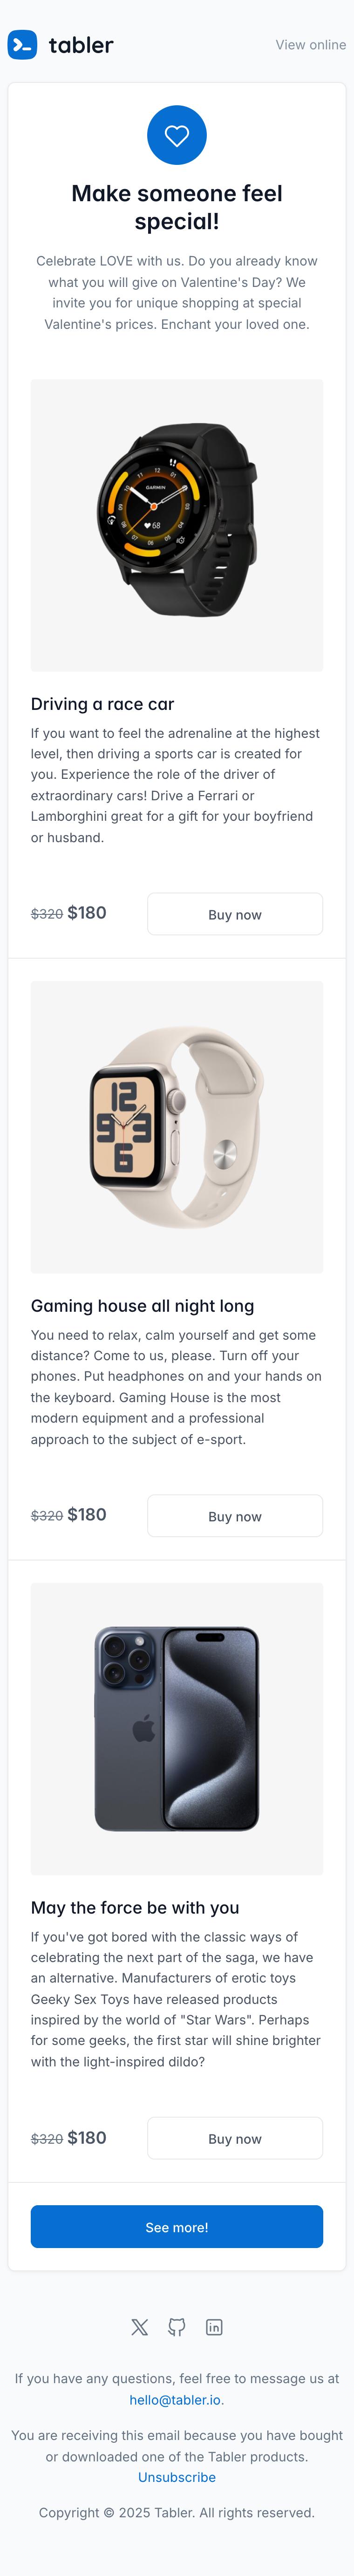 tabler
View online
Make someone feel
special!
Celebrate LOVE with us. Do you already know
what you will give on Valentine's Day? We
invite you for unique shopping at special
Valentine's prices. Enchant your loved one.
GARMIN
68
Driving a race car
If you want to feel the adrenaline at the highest
level, then driving a sports car is created for
you. Experience the role of the driver of
extraordinary cars! Drive a Ferrari or
Lamborghini great for a gift for your boyfriend
or husband.
$320 $180
Buy now
12
9 3
6
Gaming house all night long
You need to relax, calm yourself and get some
distance? Come to us, please. Turn off your
phones. Put headphones on and your hands on
the keyboard. Gaming House is the most
modern equipment and a professional
approach to the subject of e-sport.
$320 $180
Buy now
May the force be with you
If you've got bored with the classic ways of
celebrating the next part of the saga, we have
an alternative. Manufacturers of erotic toys
Geeky Sex Toys have released products
inspired by the world of "Star Wars". Perhaps
for some geeks, the first star will shine brighter
with the light-inspired dildo?
$320 $180
Buy now
See more!
If you have any questions, feel free to message us at
hello@tabler.io.
You are receiving this email because you have bought
or downloaded one of the Tabler products.
Unsubscribe
Copyright © 2025 Tabler. All rights reserved.